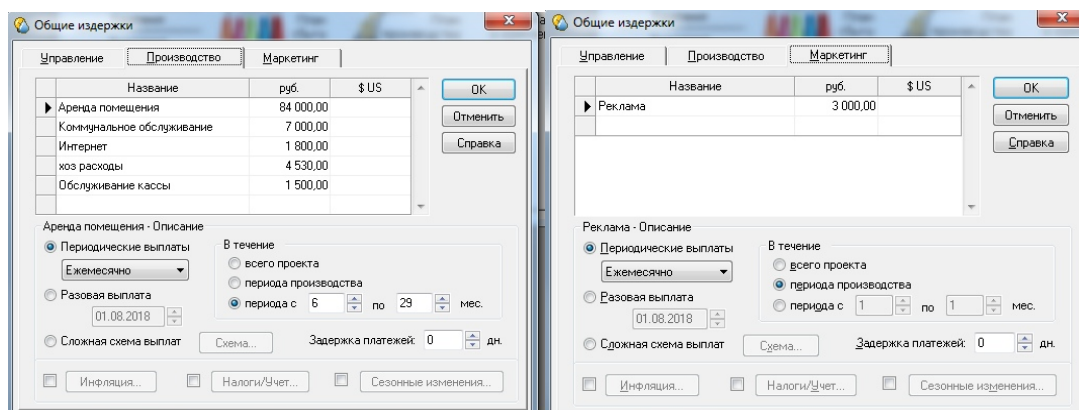 Общие издержки
Управление Производство Маркетинг
Название руб. $ US
Аренда помещения 84 000,00
Коммунальное обслуживание 7 000,00
Интернет 1 800,00
хоз расходы 4 530,00
Обслуживание кассы 1 500,00
ОК
Отменить
Справка
Аренда помещения - Описание
Периодические выплаты
Ежемесячно
Разовая выплата
01.08.2018
Сложная схема выплат Схема...
В течение
всего проекта
периода производства
периода с 6 по 29 мес.
Задержка платежей: 0 дн.
Инфляция... Налоги/Учет... Сезонные изменения...
Общие издержки
Управление Производство Маркетинг
Название руб. $ US
Реклама 3 000,00
ОК
Отменить
Справка
Реклама - Описание
Периодические выплаты
Ежемесячно
Разовая выплата
01.08.2018
Сложная схема выплат Схема...
В течение
всего проекта
периода производства
периода с 1 по 1 мес.
Задержка платежей: 0 дн.
Инфляция... Налоги/Учет... Сезонные изменения...